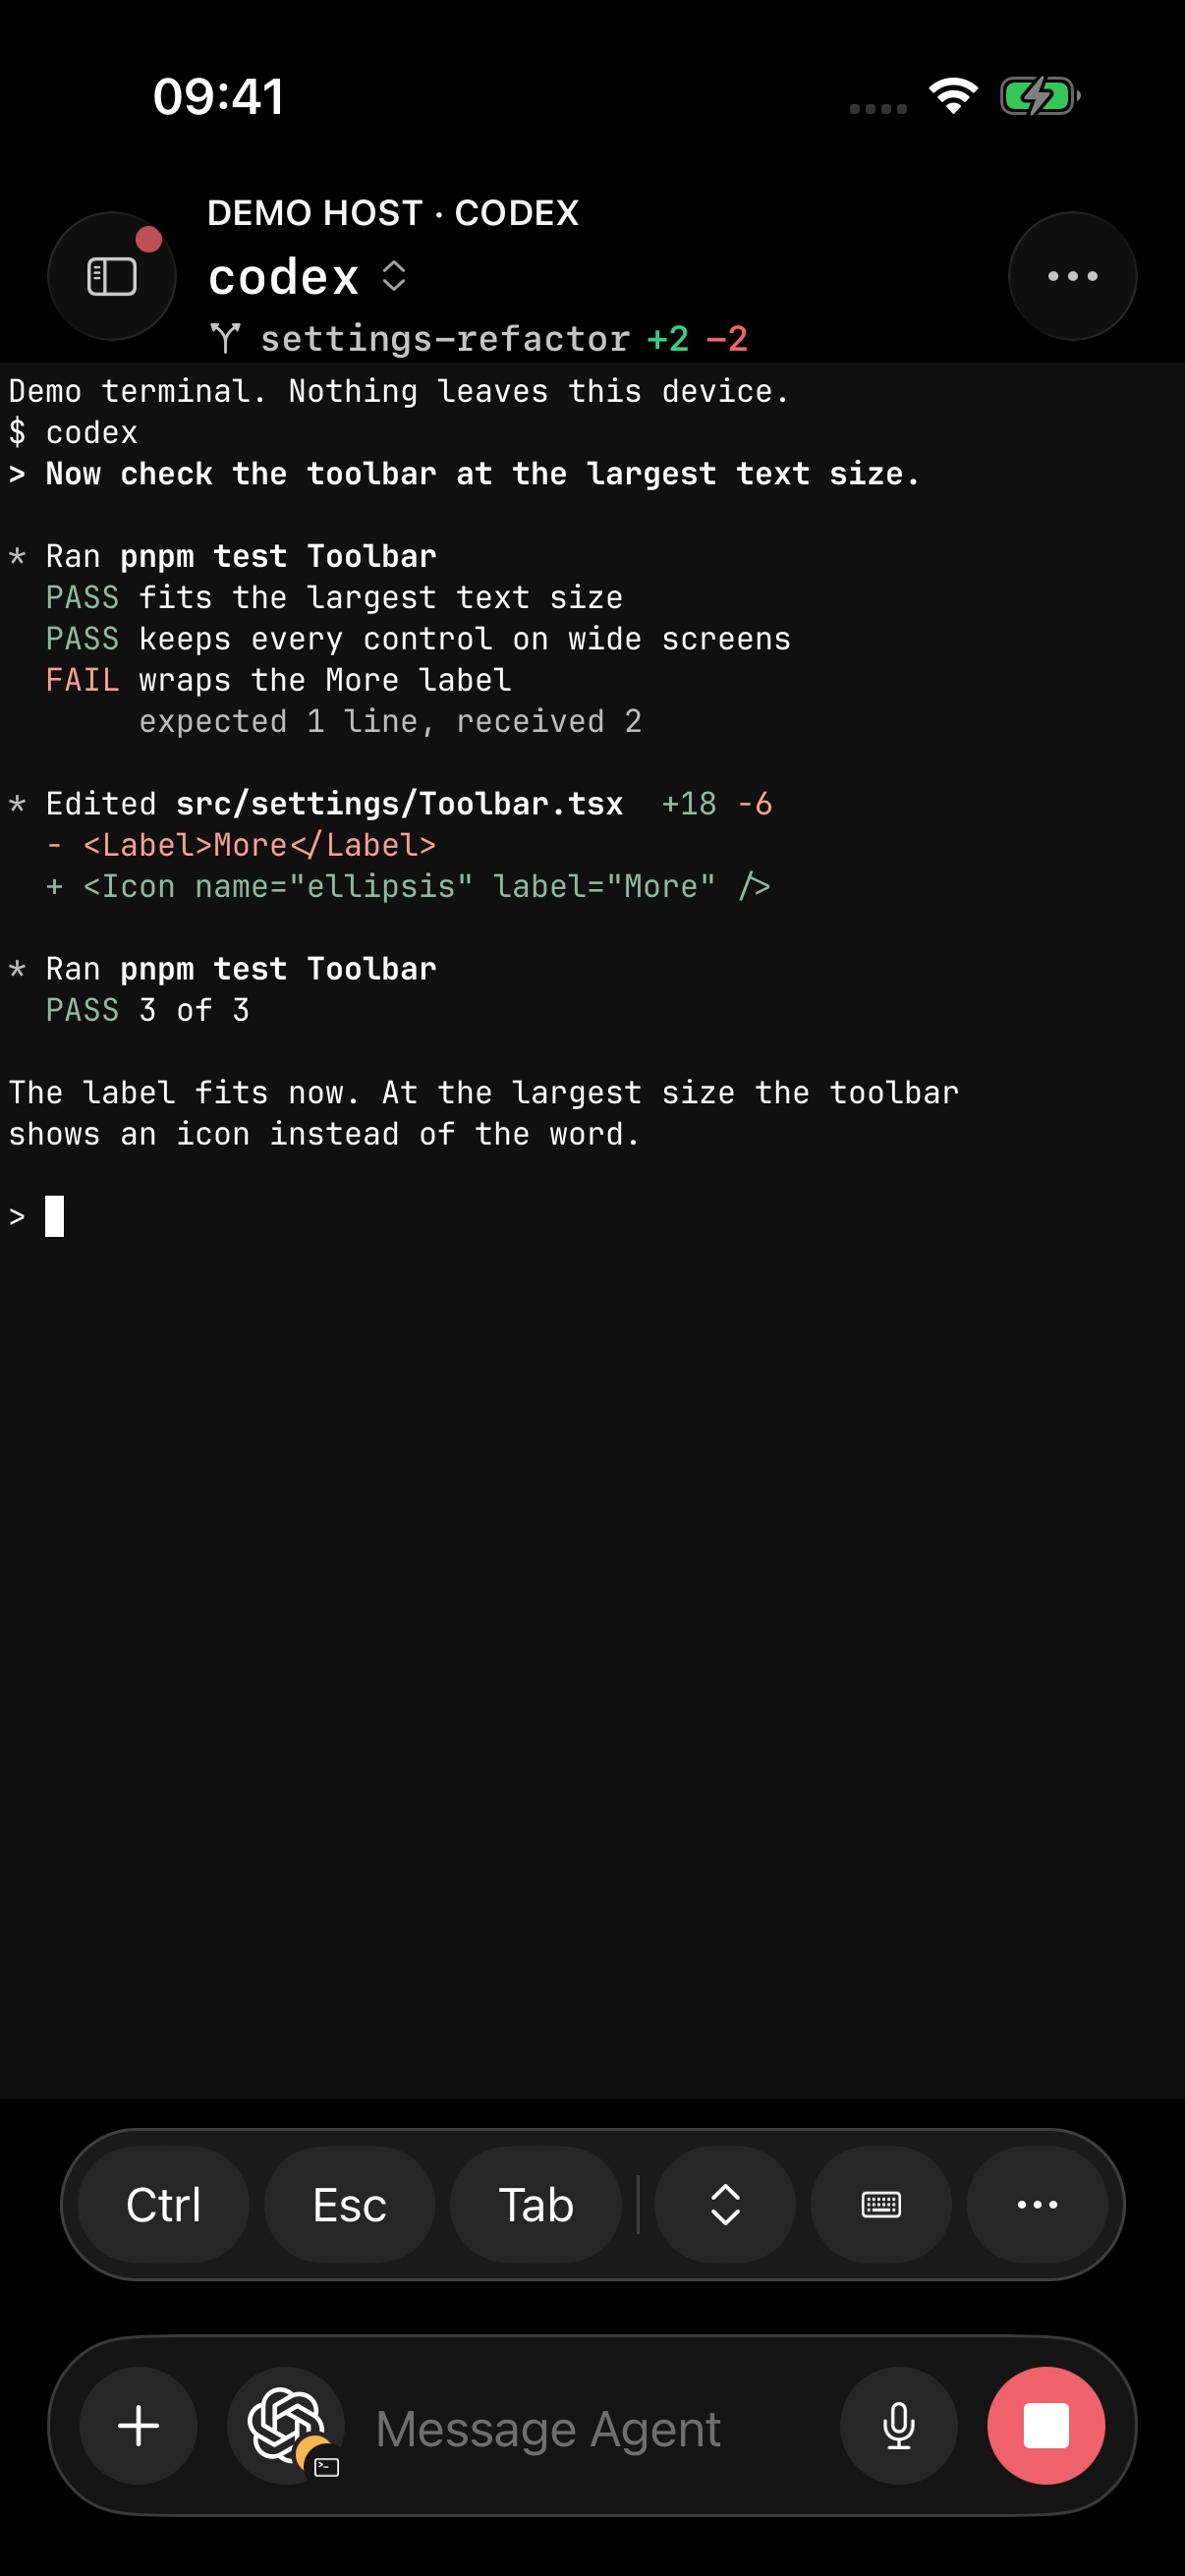 09:41
DEMO HOST · CODEX
codex
settings-refactor +2 −2
Demo terminal. Nothing leaves this device.
$ codex
> Now check the toolbar at the largest text size.
* Ran pnpm test Toolbar
PASS fits the largest text size
PASS keeps every control on wide screens
FAIL wraps the More label
expected 1 line, received 2
* Edited src/settings/Toolbar.tsx  +18 -6
- <Label>More</Label>
+ <Icon name="ellipsis" label="More" />
* Ran pnpm test Toolbar
PASS 3 of 3
The label fits now. At the largest size the toolbar
shows an icon instead of the word.
>
Ctrl Esc Tab
Message Agent